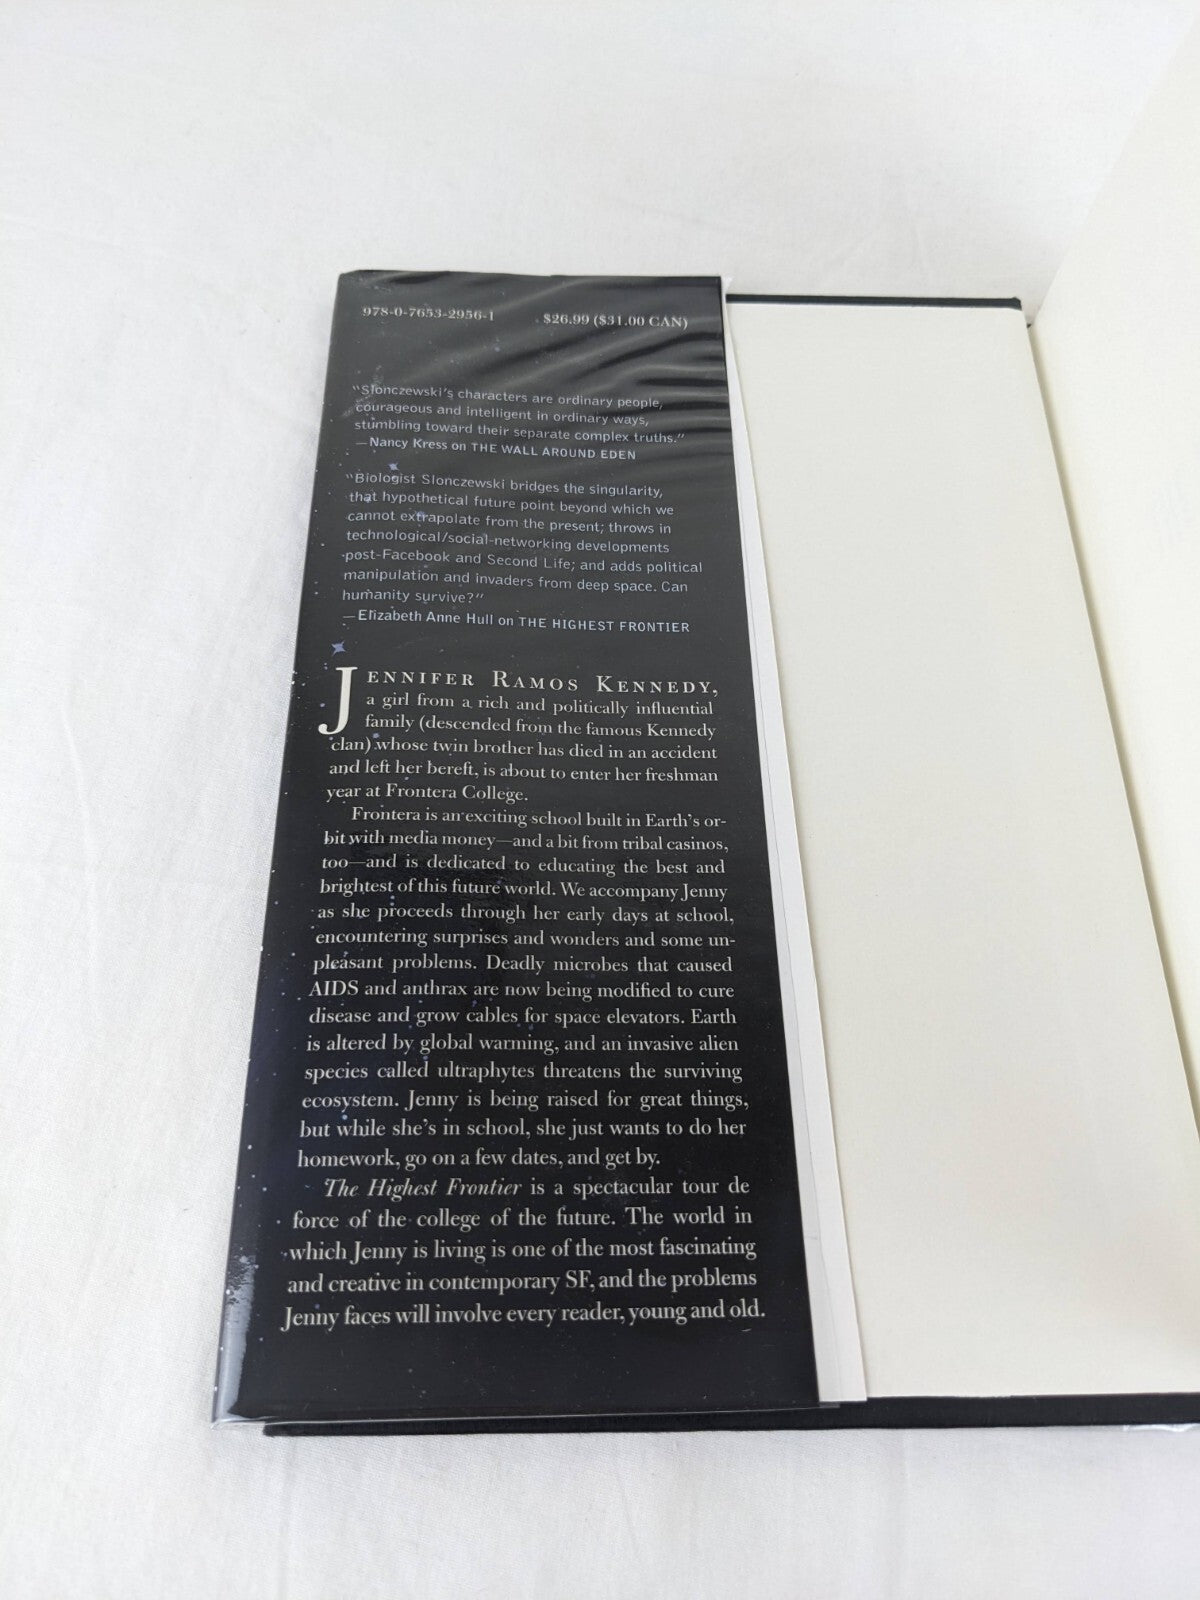 978-0-7653-2956-1 $26.99 ($31.00 CAN)
"Slonczewski's characters are ordinary people,
courageous and intelligent in ordinary ways,
stumbling toward their separate complex truths."
—Nancy Kress on THE WALL AROUND EDEN
"Biologist Slonczewski bridges the singularity,
that hypothetical future point beyond which we
cannot extrapolate from the present; throws in
technological/social-networking developments
post-Facebook and Second Life; and adds political
manipulation and invaders from deep space. Can
humanity survive?"
—Elizabeth Anne Hull on THE HIGHEST FRONTIER
JENNIFER RAMOS KENNEDY,
a girl from a rich and politically influential
family (descended from the famous Kennedy
clan) whose twin brother has died in an accident
and left her bereft, is about to enter her freshman
year at Frontera College.
Frontera is an exciting school built in Earth's or-
bit with media money—and a bit from tribal casinos,
too—and is dedicated to educating the best and
brightest of this future world. We accompany Jenny
as she proceeds through her early days at school,
encountering surprises and wonders and some un-
pleasant problems. Deadly microbes that caused
AIDS and anthrax are now being modified to cure
disease and grow cables for space elevators. Earth
is altered by global warming, and an invasive alien
species called ultraphytes threatens the surviving
ecosystem. Jenny is being raised for great things,
but while she's in school, she just wants to do her
homework, go on a few dates, and get by.
The Highest Frontier is a spectacular tour de
force of the college of the future. The world in
which Jenny is living is one of the most fascinating
and creative in contemporary SF, and the problems
Jenny faces will involve every reader, young and old.